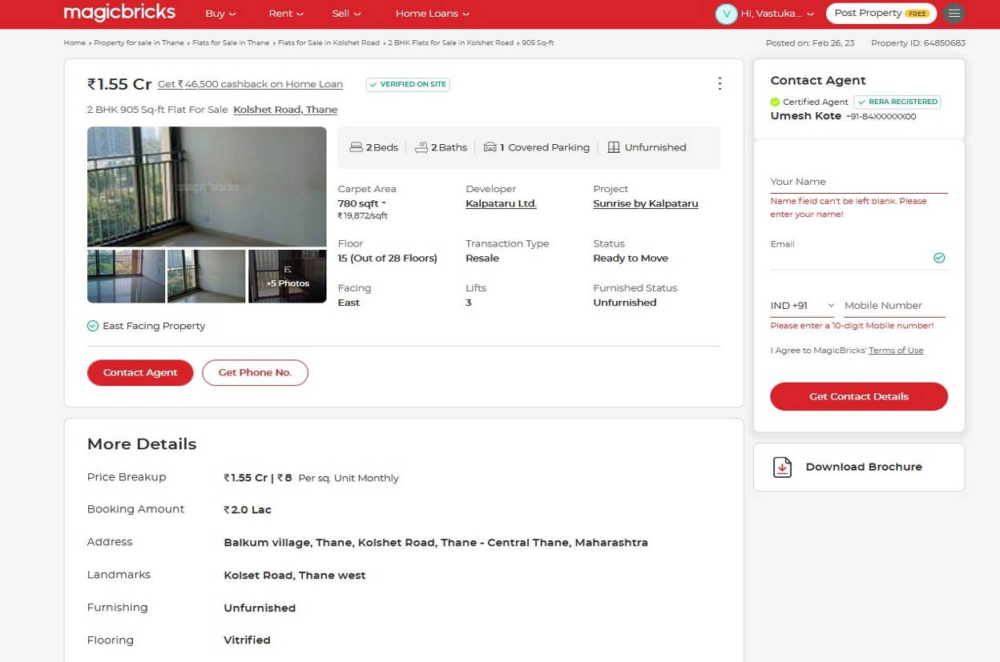 magicbricks
Buy
Rent
Sell
Home Loans
V
Hi, Vastuka...
Post Property FREE
Home › Property for sale in Thane › Flats for Sale in Thane › Flats for Sale in Kolshet Road › 2 BHK Flats for Sale in Kolshet Road › 905 Sq-ft
Posted on: Feb 26, 23
Property ID: 64850683
₹1.55 Cr Get ₹46,500 cashback on Home Loan
VERIFIED ON SITE
2 BHK 905 Sq-ft Flat For Sale Kolshet Road, Thane
magicbricks
+5 Photos
2 Beds
2 Baths
1 Covered Parking
Unfurnished
Carpet Area
780 sqft
₹19,872/sqft
Developer
Kalpataru Ltd.
Project
Sunrise by Kalpataru
Floor
15 (Out of 28 Floors)
Transaction Type
Resale
Status
Ready to Move
Facing
East
Lifts
3
Furnished Status
Unfurnished
East Facing Property
Contact Agent
Get Phone No.
More Details
Price Breakup
₹1.55 Cr | ₹8 Per sq. Unit Monthly
Booking Amount
₹2.0 Lac
Address
Balkum village, Thane, Kolshet Road, Thane - Central Thane, Maharashtra
Landmarks
Kolset Road, Thane west
Furnishing
Unfurnished
Flooring
Vitrified
Contact Agent
Certified Agent
RERA REGISTERED
Umesh Kote +91-84XXXXXX00
Your Name
Name field can't be left blank. Please
enter your name!
Email
IND +91
Mobile Number
Please enter a 10-digit Mobile number!
I Agree to MagicBricks' Terms of Use
Get Contact Details
Download Brochure